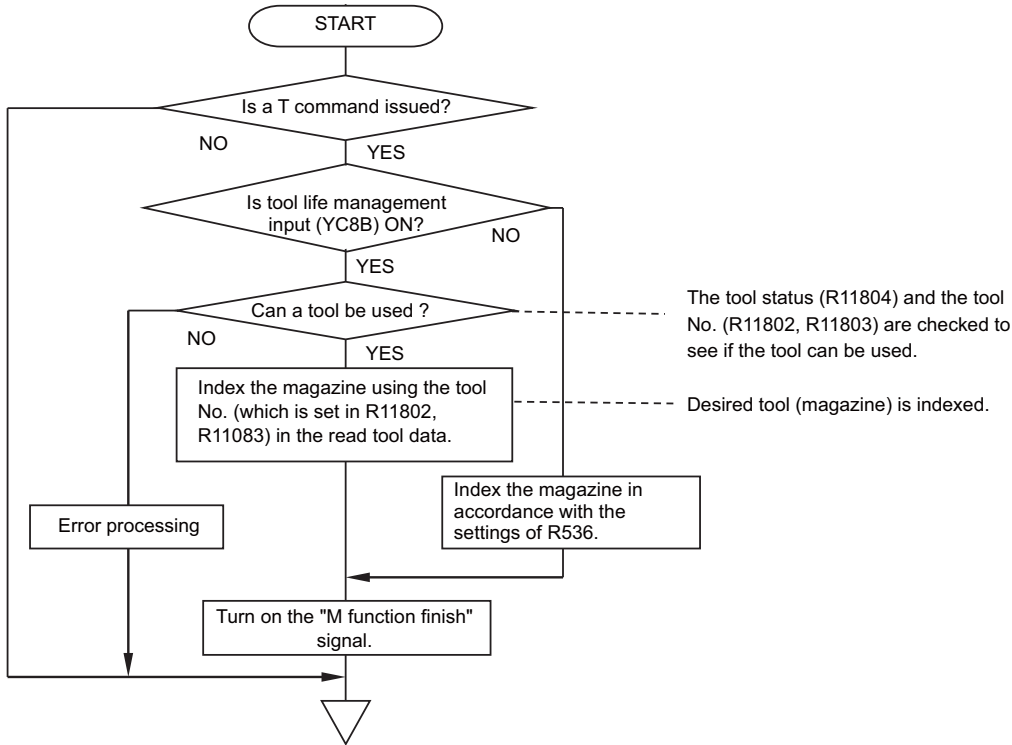 START
Is a T command issued?
NO
YES
Is tool life management
input (YC8B) ON?
NO
YES
Can a tool be used ?
NO
YES
The tool status (R11804) and the tool
No. (R11802, R11803) are checked to
see if the tool can be used.
Index the magazine using the tool
No. (which is set in R11802,
R11083) in the read tool data.
Desired tool (magazine) is indexed.
Index the magazine in
accordance with the
settings of R536.
Error processing
Turn on the "M function finish"
signal.